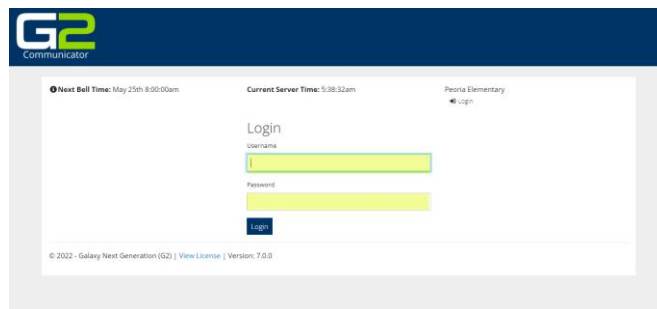 G2
Communicator
Next Bell Time: May 25th 8:00:00am
Current Server Time: 5:38:32am
Peoria Elementary
Login
Login
Username
Password
Login
© 2022 - Galaxy Next Generation (G2) | View License | Version: 7.0.0